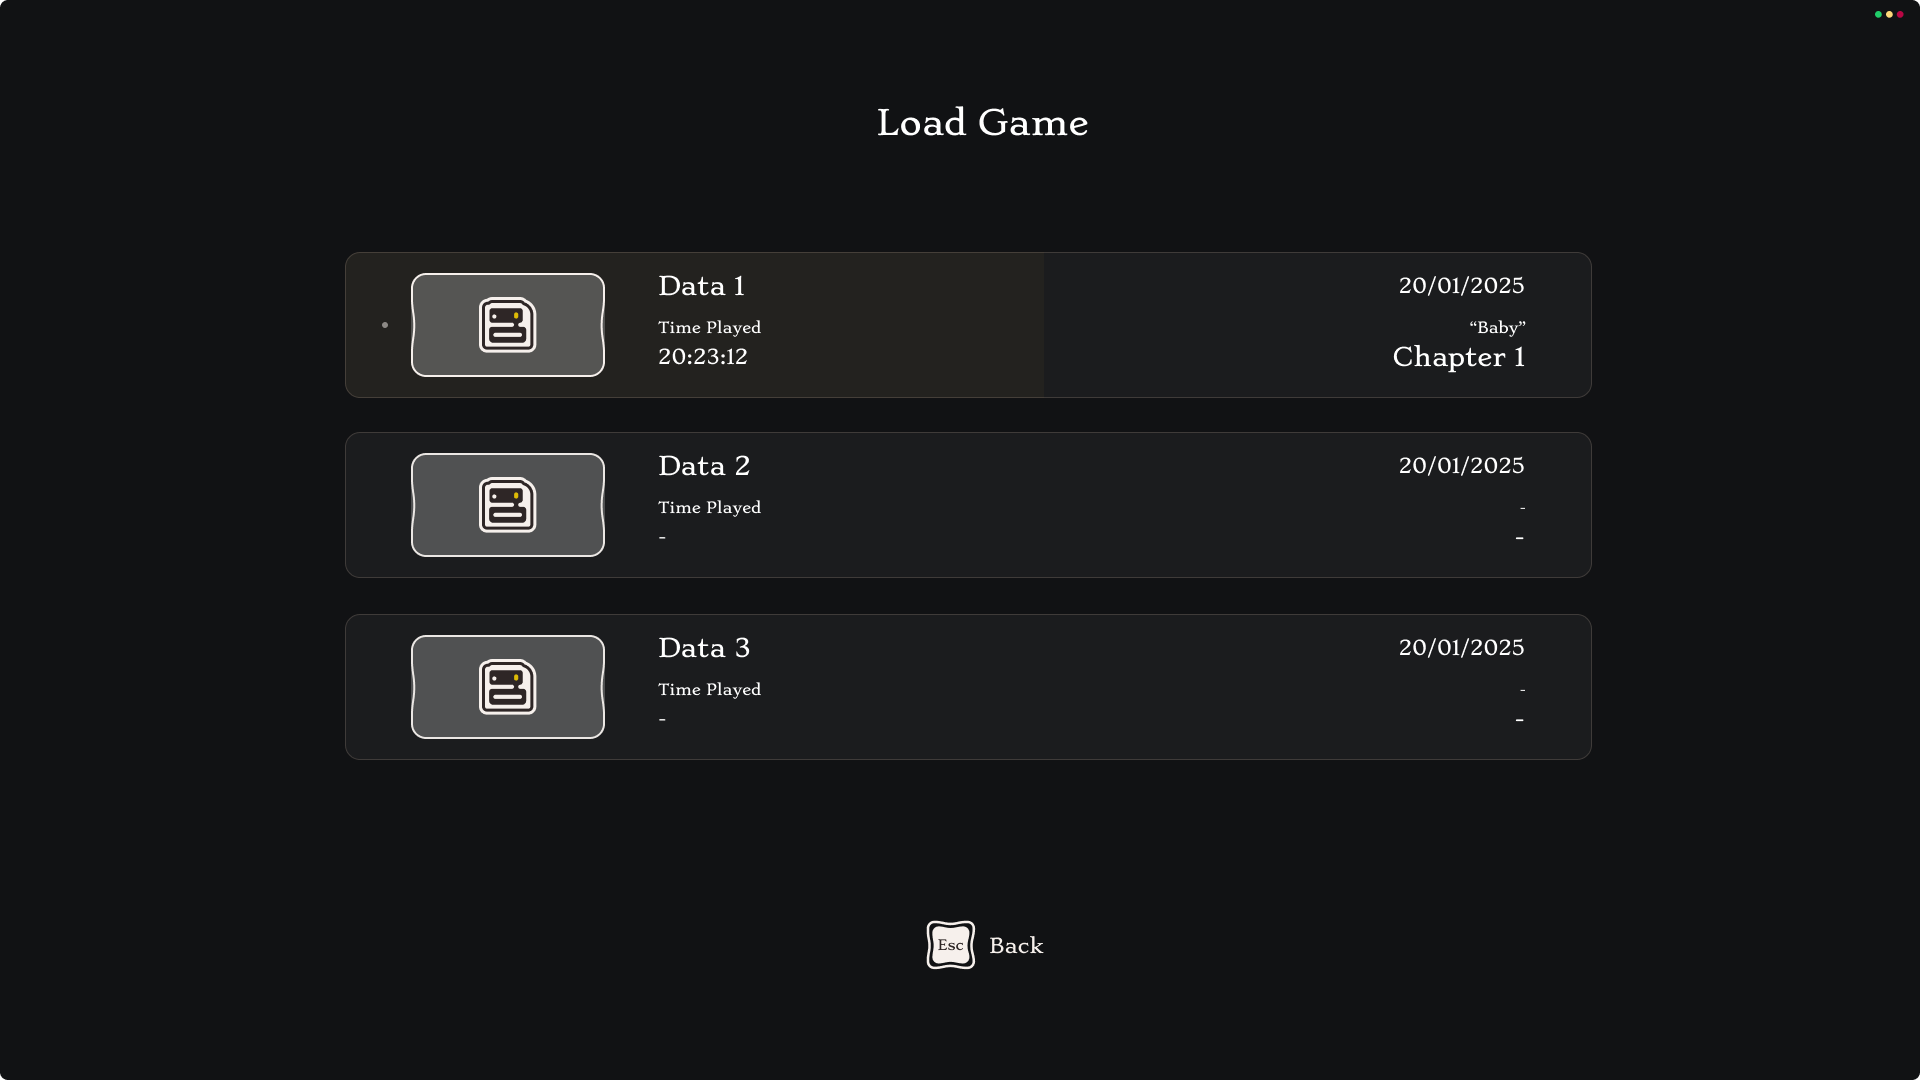 Load Game
Data 1
20/01/2025
Time Played
“Baby”
20:23:12
Chapter 1
Data 2
20/01/2025
Time Played
-
-
-
Data 3
20/01/2025
Time Played
-
-
-
Esc
Back